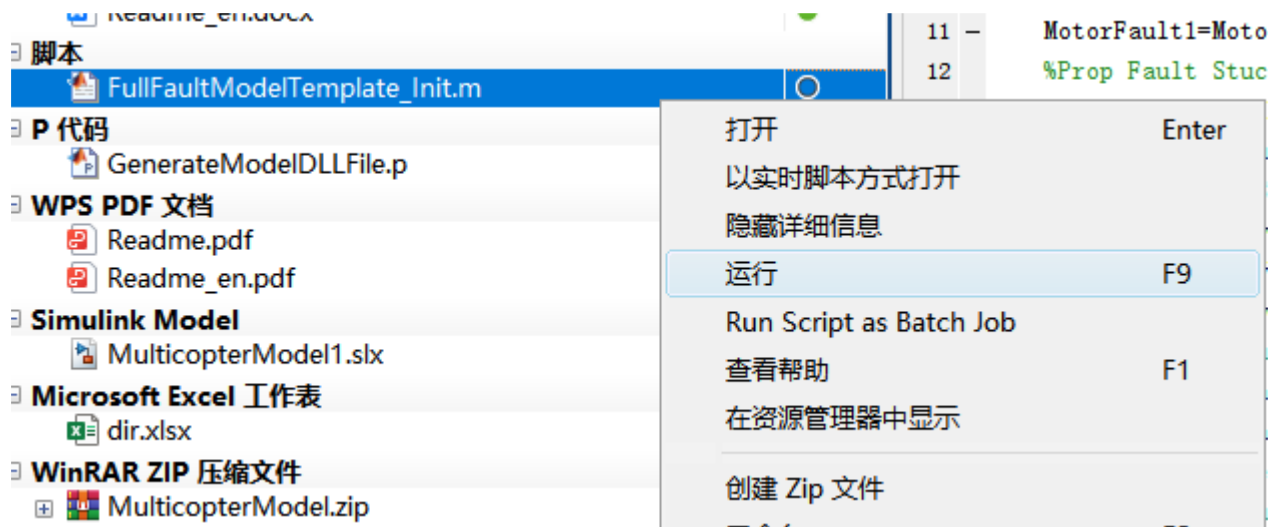 Readme_en.docx
脚本
FullFaultModelTemplate_Init.m
P 代码
GenerateModelDLLFile.p
WPS PDF 文档
Readme.pdf
Readme_en.pdf
Simulink Model
MulticopterModel1.slx
Microsoft Excel 工作表
dir.xlsx
WinRAR ZIP 压缩文件
MulticopterModel.zip
11 – MotorFault1=Moto
12 %Prop Fault Stuc
打开 Enter
以实时脚本方式打开
隐藏详细信息
运行 F9
Run Script as Batch Job
查看帮助 F1
在资源管理器中显示
创建 Zip 文件